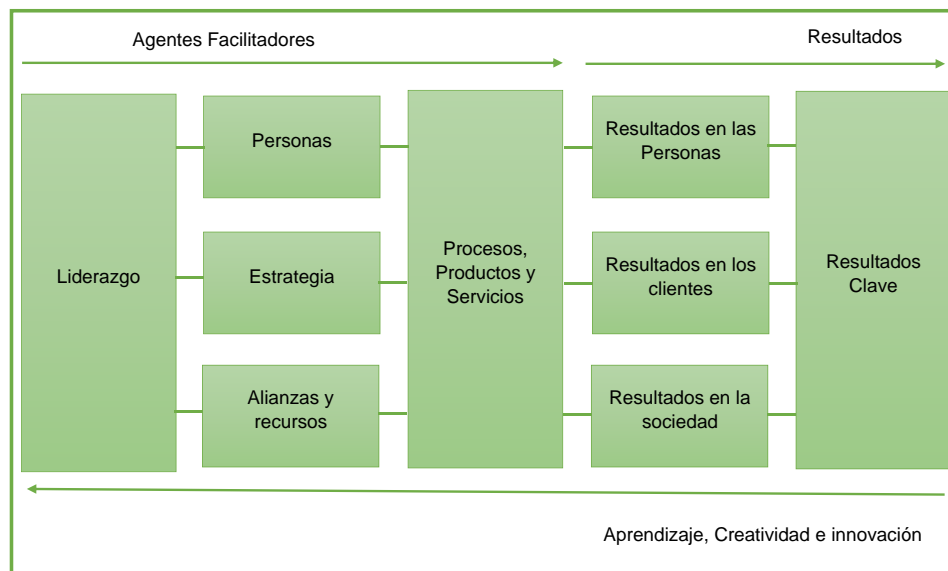 Agentes Facilitadores
Resultados
Liderazgo
Personas
Estrategia
Alianzas y
recursos
Procesos,
Productos y
Servicios
Resultados en las
Personas
Resultados en los
clientes
Resultados en la
sociedad
Resultados
Clave
Aprendizaje, Creatividad e innovación